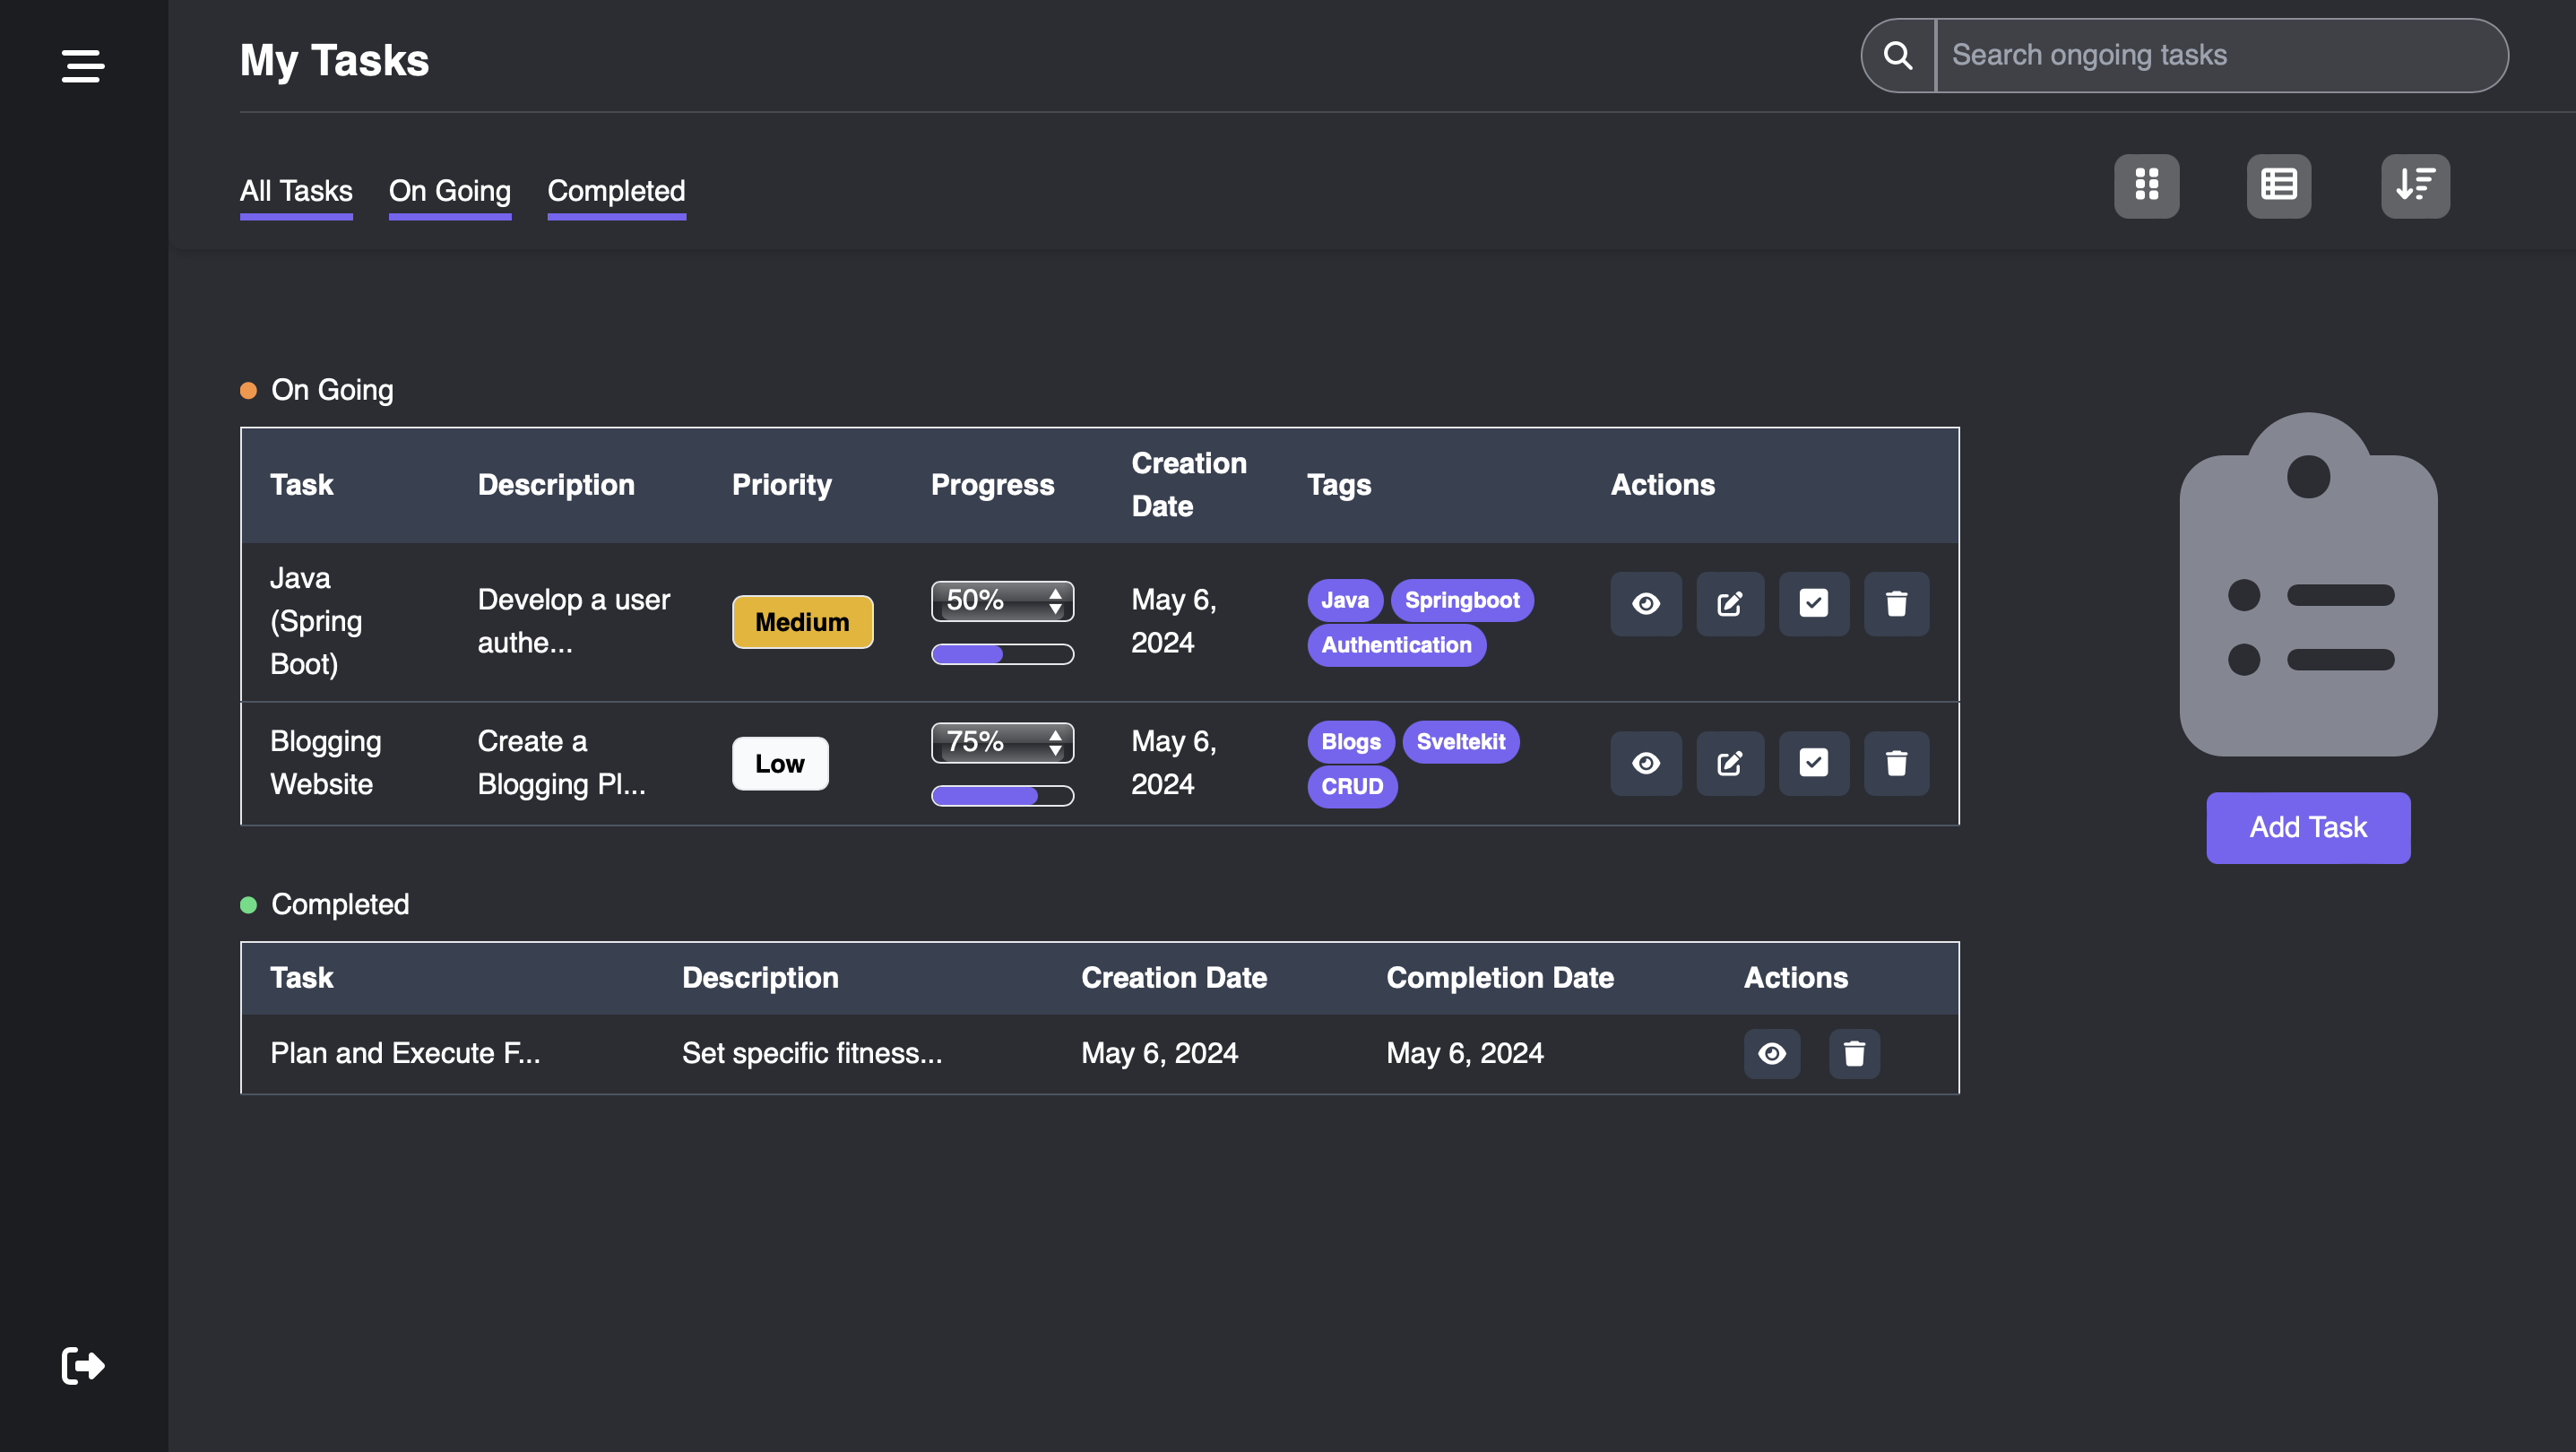 My Tasks
Search ongoing tasks
All Tasks On Going Completed
On Going
Task Description Priority Progress Creation Date Tags Actions
Java (Spring Boot) Develop a user authe... Medium 50% May 6, 2024 Java Springboot Authentication
Blogging Website Create a Blogging Pl... Low 75% May 6, 2024 Blogs Sveltekit CRUD
Add Task
Completed
Task Description Creation Date Completion Date Actions
Plan and Execute F... Set specific fitness... May 6, 2024 May 6, 2024